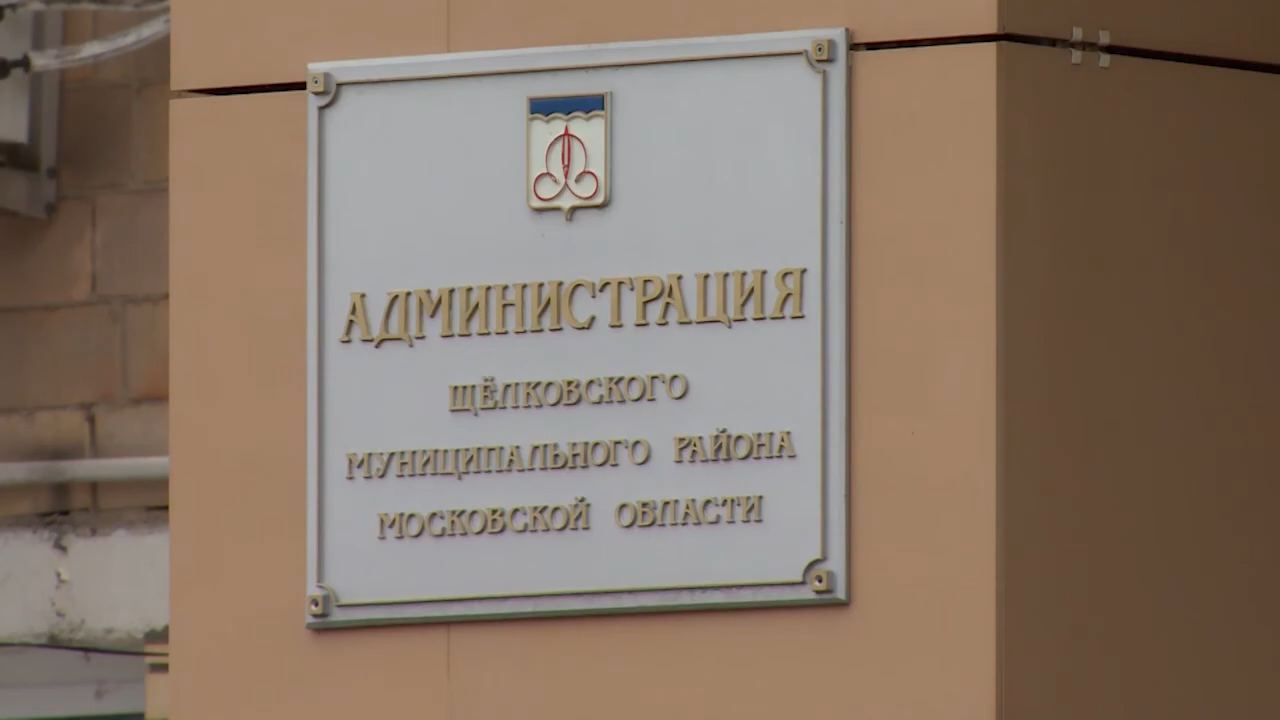 АДМИНИСТРАЦИЯ
ЩЁЛКОВСКОГО
МУНИЦИПАЛЬНОГО РАЙОНА
МОСКОВСКОЙ ОБЛАСТИ